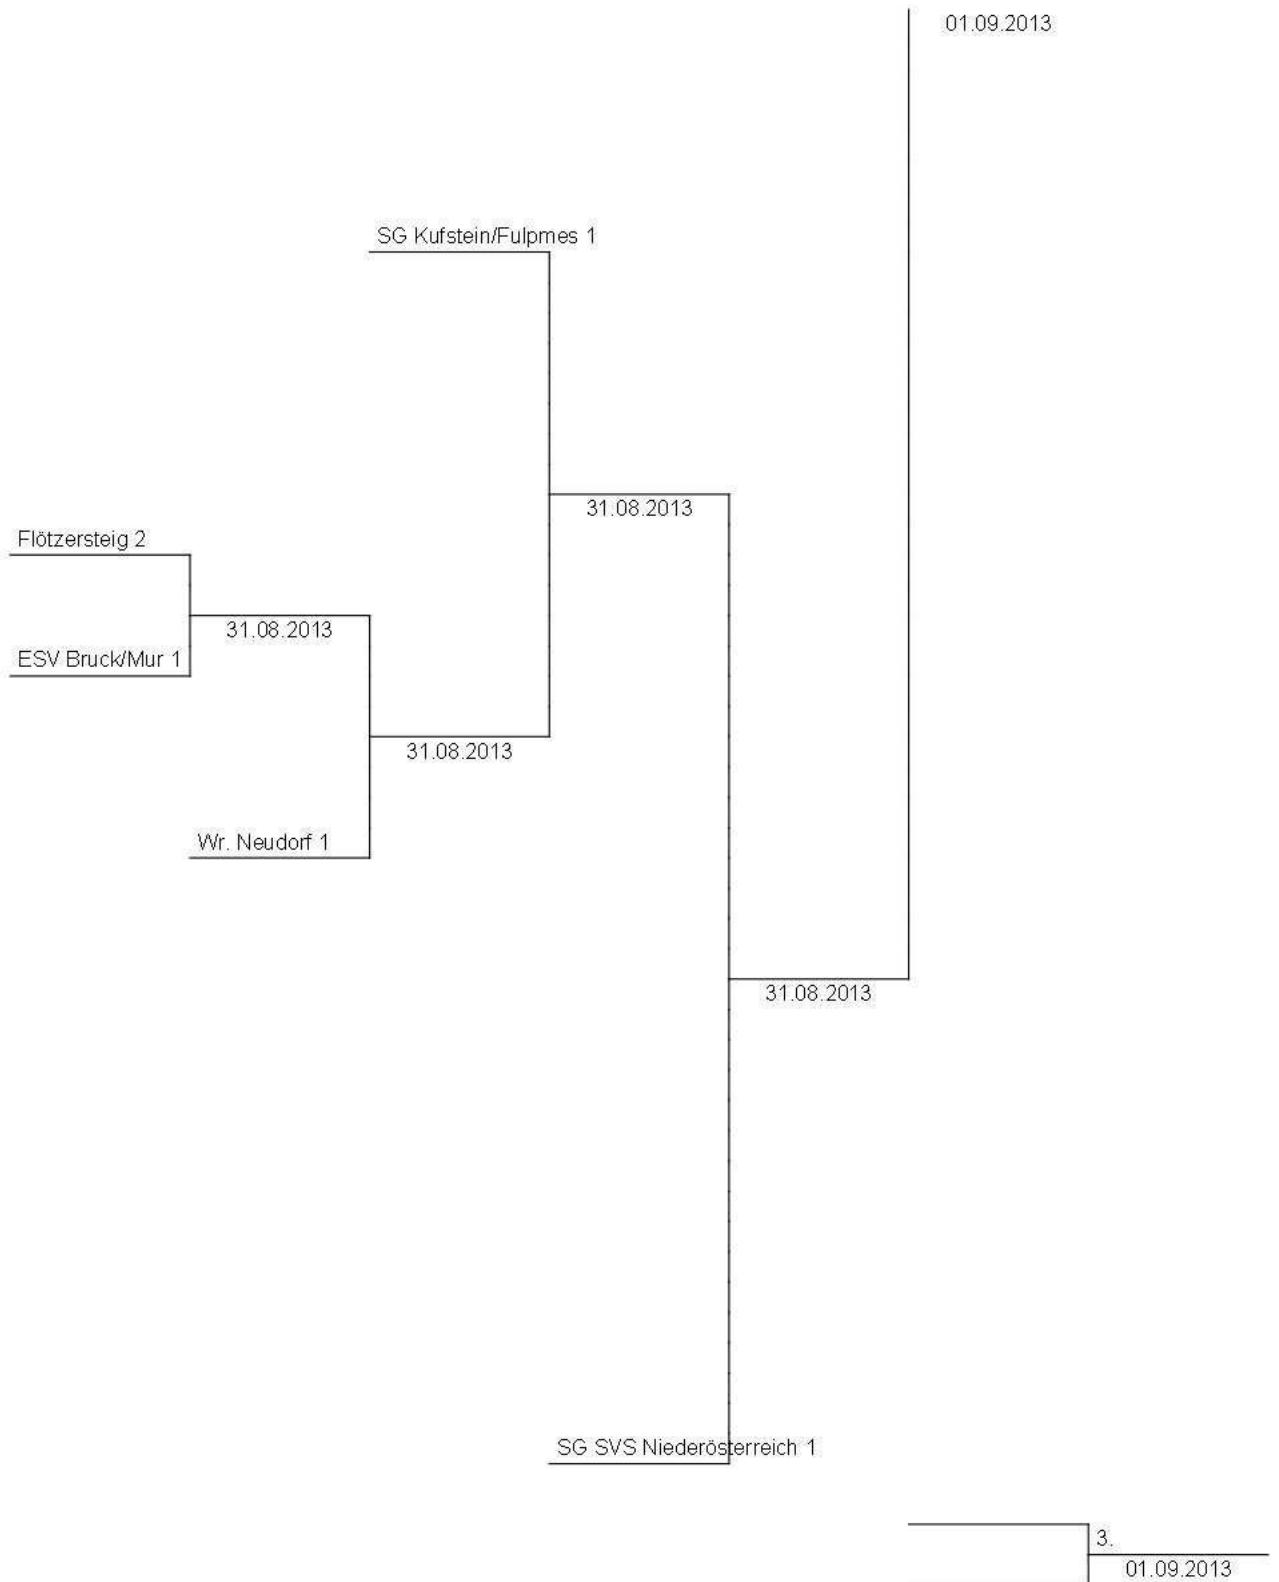 01.09.2013
SG Kufstein/Fulpmes 1
31.08.2013
Flötzersteig 2
31.08.2013
ESV Bruck/Mur 1
31.08.2013
Wr. Neudorf 1
31.08.2013
SG SVS Niederösterreich 1
3.
01.09.2013